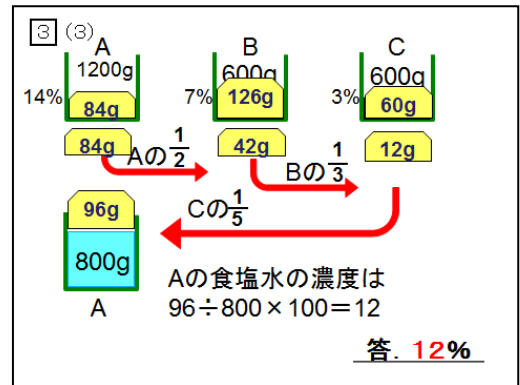 3 (3)
A B C
1200g 600g 600g
14% 84g 7% 126g 3% 60g
84g 42g 12g
Aの1/2 Bの1/3
96g Cの1/5
800g
A
Aの食塩水の濃度は
96÷800×100=12
答. 12%